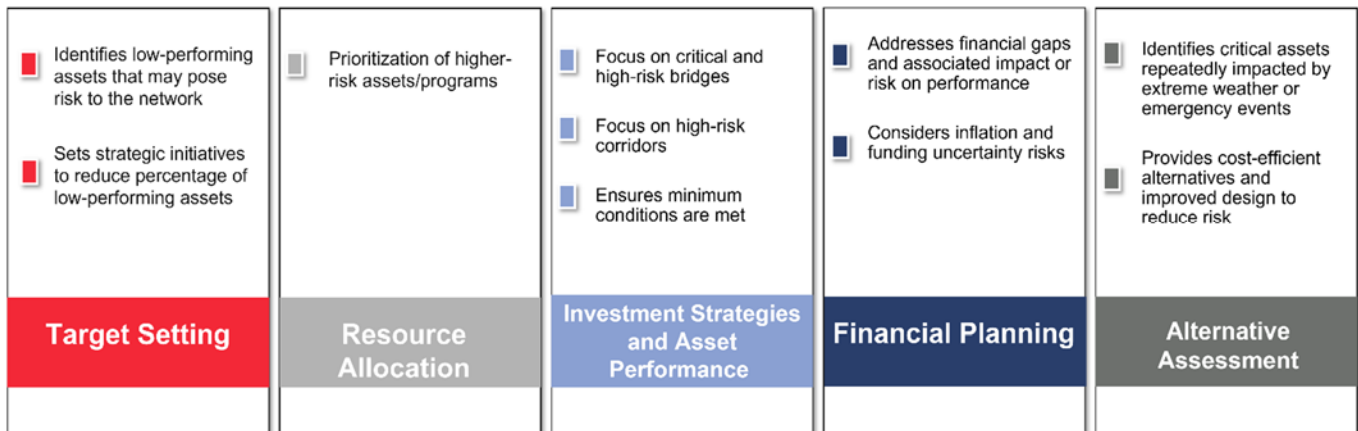 Identifies low-performing
assets that may pose
risk to the network
Sets strategic initiatives
to reduce percentage of
low-performing assets
Target Setting
Prioritization of higher-
risk assets/programs
Resource
Allocation
Focus on critical and
high-risk bridges
Focus on high-risk
corridors
Ensures minimum
conditions are met
Investment Strategies
and Asset
Performance
Addresses financial gaps
and associated impact or
risk on performance
Considers inflation and
funding uncertainty risks
Financial Planning
Identifies critical assets
repeatedly impacted by
extreme weather or
emergency events
Provides cost-efficient
alternatives and
improved design to
reduce risk
Alternative
Assessment